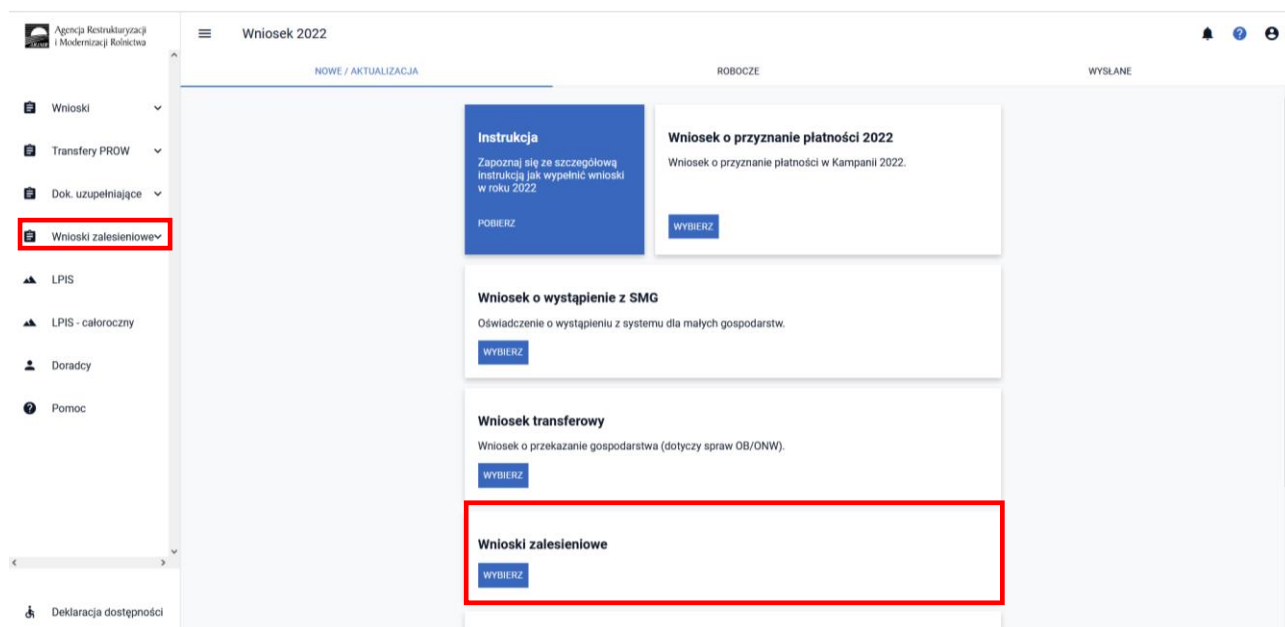 Agencja Restrukturyzacji
i Modernizacji Rolnictwa
Wniosek 2022
NOWE / AKTUALIZACJA
ROBOCZE
WYSŁANE
Wnioski
Transfery PROW
Dok. uzupełniające
Wnioski zalesieniowe
LPIS
LPIS - całoroczny
Doradcy
Pomoc
Deklaracja dostępności
Instrukcja
Zapoznaj się ze szczegółową
instrukcją jak wypełnić wnioski
w roku 2022
POBIERZ
Wniosek o przyznanie płatności 2022
Wniosek o przyznanie płatności w Kampanii 2022.
WYBIERZ
Wniosek o wystąpienie z SMG
Oświadczenie o wystąpieniu z systemu dla małych gospodarstw.
WYBIERZ
Wniosek transferowy
Wniosek o przekazanie gospodarstwa (dotyczy spraw OB/ONW).
WYBIERZ
Wnioski zalesieniowe
WYBIERZ